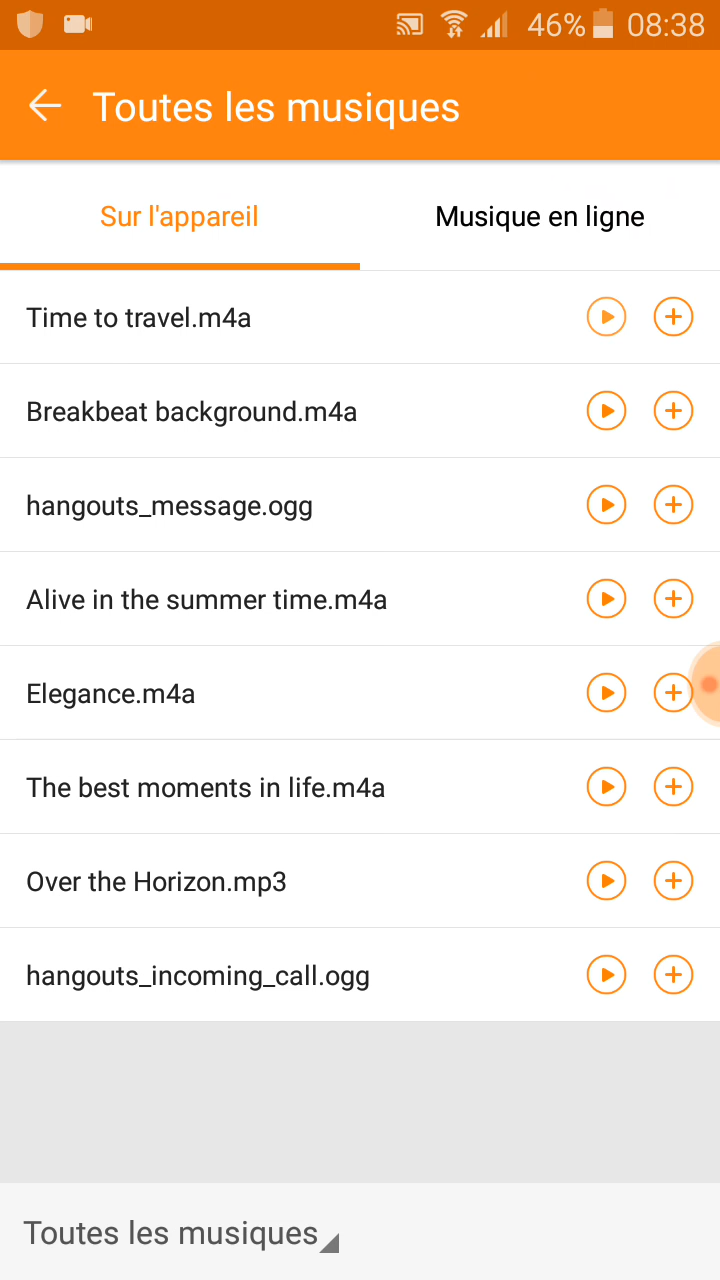 46% 08:38
Toutes les musiques
Sur l'appareil Musique en ligne
Time to travel.m4a
Breakbeat background.m4a
hangouts_message.ogg
Alive in the summer time.m4a
Elegance.m4a
The best moments in life.m4a
Over the Horizon.mp3
hangouts_incoming_call.ogg
Toutes les musiques